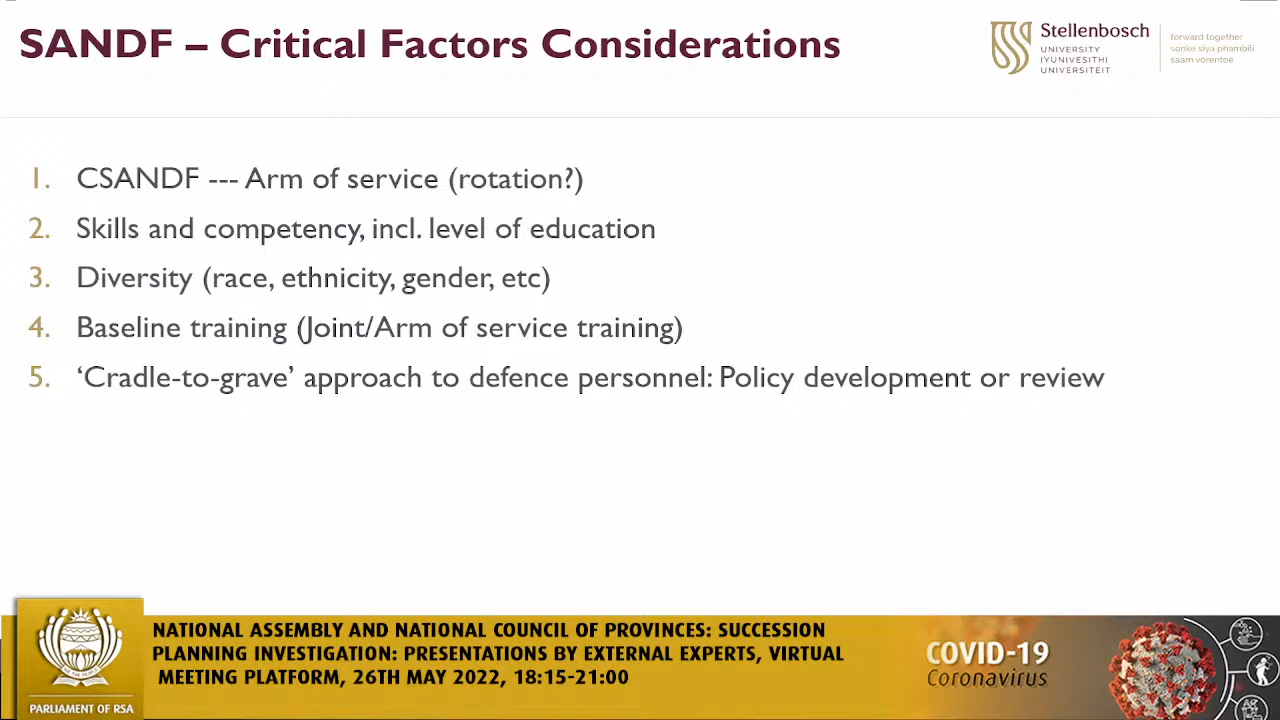 SANDF – Critical Factors Considerations
Stellenbosch
UNIVERSITY
IYUNIVESITHI
UNIVERSITEIT
forward together
sonke siya phambili
saam vorentoe
1. CSANDF --- Arm of service (rotation?)
2. Skills and competency, incl. level of education
3. Diversity (race, ethnicity, gender, etc)
4. Baseline training (Joint/Arm of service training)
5. ‘Cradle-to-grave’ approach to defence personnel: Policy development or review
PARLIAMENT OF RSA
NATIONAL ASSEMBLY AND NATIONAL COUNCIL OF PROVINCES: SUCCESSION
PLANNING INVESTIGATION: PRESENTATIONS BY EXTERNAL EXPERTS, VIRTUAL
MEETING PLATFORM, 26TH MAY 2022, 18:15-21:00
COVID-19
Coronavirus